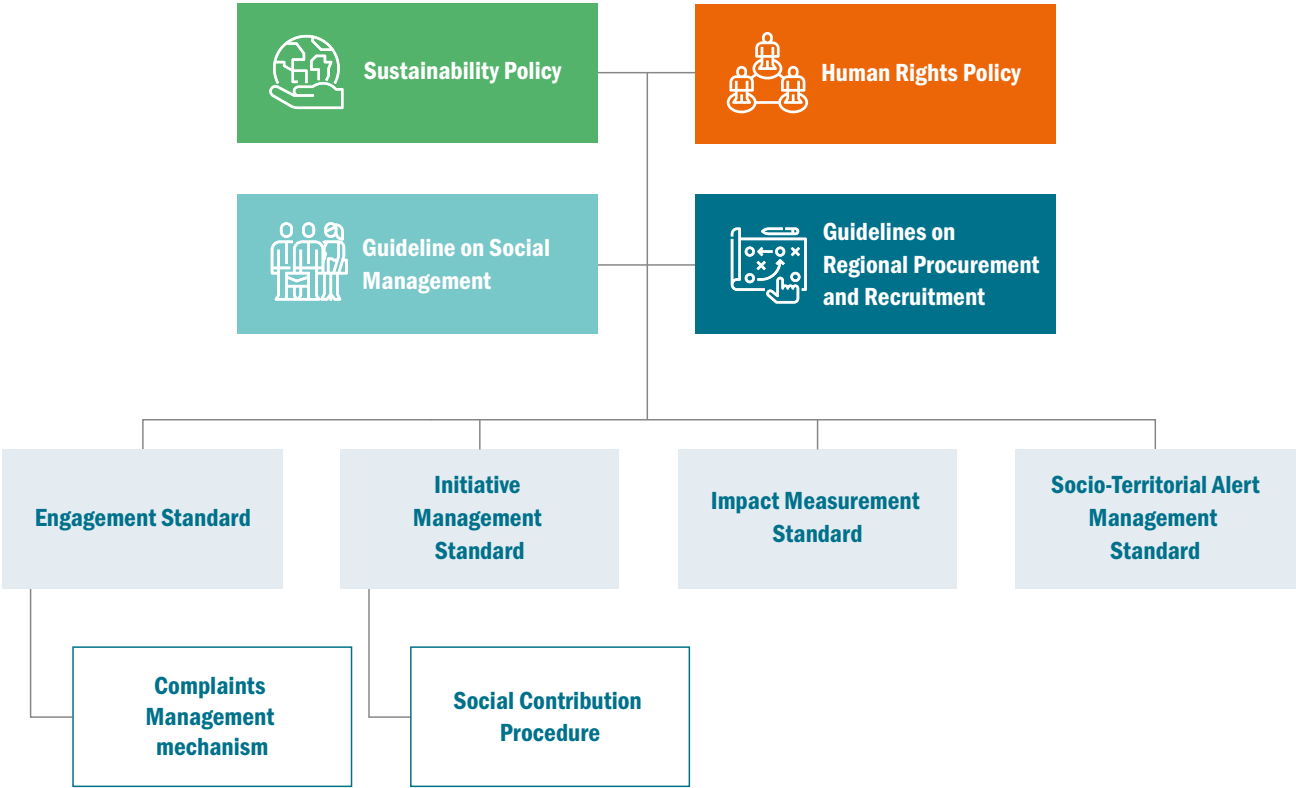 Sustainability Policy
Human Rights Policy
Guideline on Social
Management
Guidelines on
Regional Procurement
and Recruitment
Engagement Standard
Initiative
Management
Standard
Impact Measurement
Standard
Socio-Territorial Alert
Management
Standard
Complaints
Management
mechanism
Social Contribution
Procedure